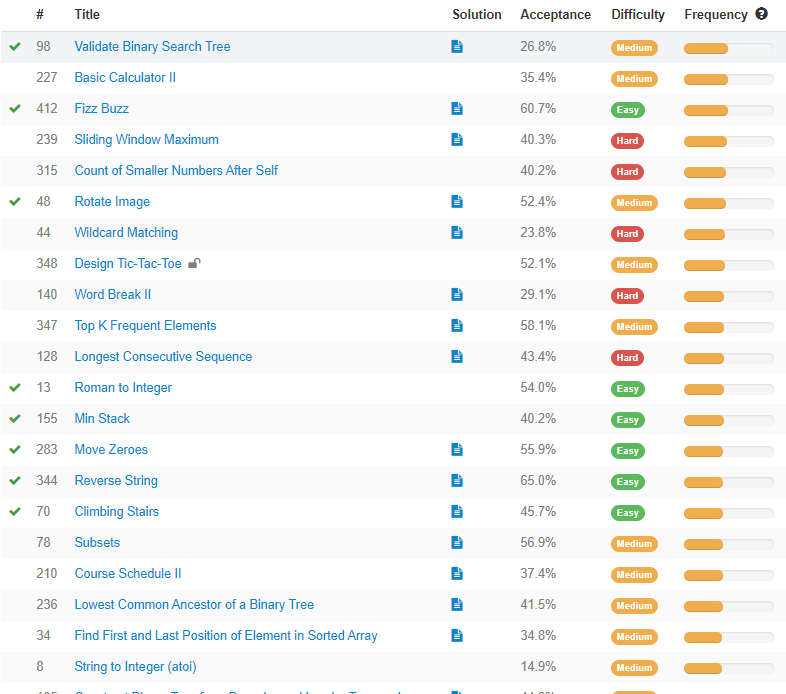 # Title Solution Acceptance Difficulty Frequency
98 Validate Binary Search Tree 26.8% Medium
227 Basic Calculator II 35.4% Medium
412 Fizz Buzz 60.7% Easy
239 Sliding Window Maximum 40.3% Hard
315 Count of Smaller Numbers After Self 40.2% Hard
48 Rotate Image 52.4% Medium
44 Wildcard Matching 23.8% Hard
348 Design Tic-Tac-Toe 52.1% Medium
140 Word Break II 29.1% Hard
347 Top K Frequent Elements 58.1% Medium
128 Longest Consecutive Sequence 43.4% Hard
13 Roman to Integer 54.0% Easy
155 Min Stack 40.2% Easy
283 Move Zeroes 55.9% Easy
344 Reverse String 65.0% Easy
70 Climbing Stairs 45.7% Easy
78 Subsets 56.9% Medium
210 Course Schedule II 37.4% Medium
236 Lowest Common Ancestor of a Binary Tree 41.5% Medium
34 Find First and Last Position of Element in Sorted Array 34.8% Medium
8 String to Integer (atoi) 14.9% Medium